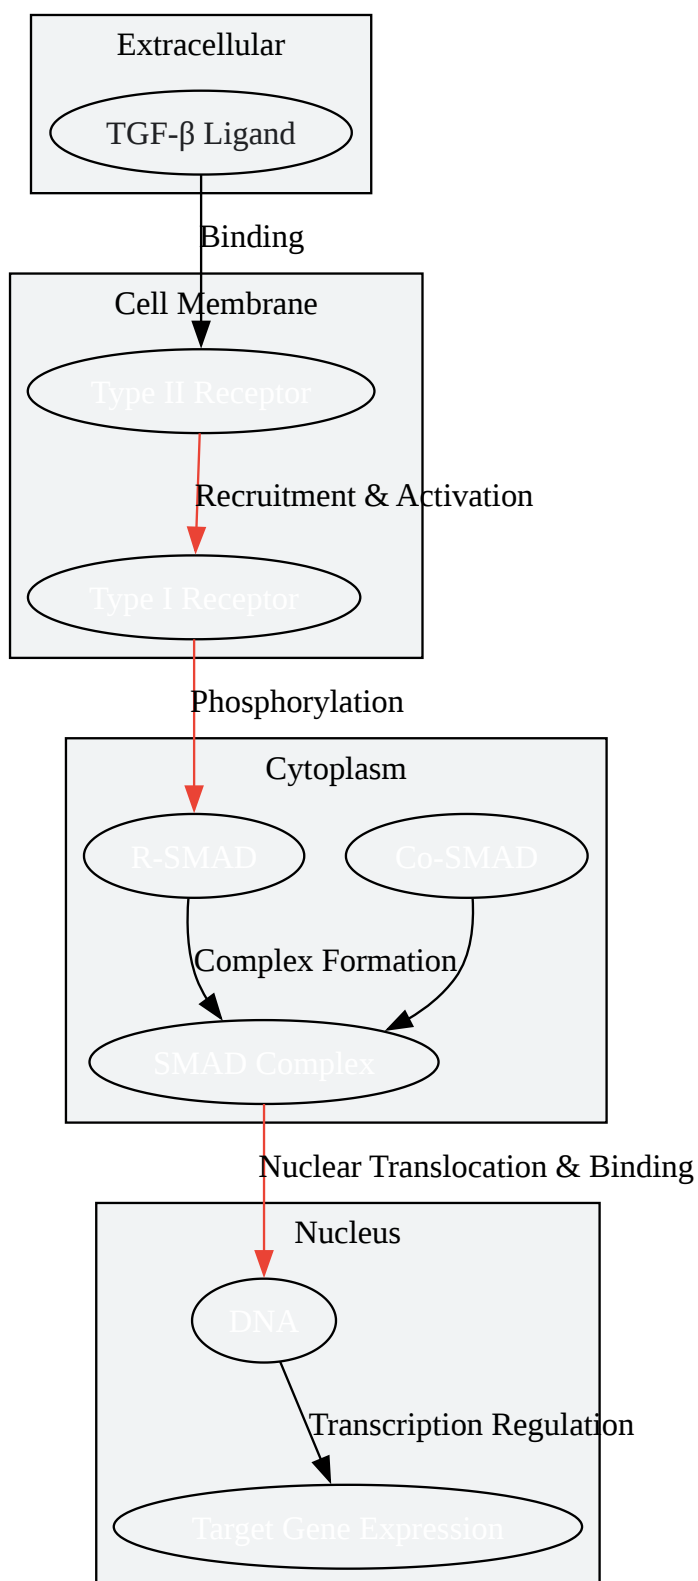 Extracellular
TGF-β Ligand
Binding
Cell Membrane
Type II Receptor
Recruitment & Activation
Type I Receptor
Phosphorylation
Cytoplasm
R-SMAD
Co-SMAD
Complex Formation
SMAD Complex
Nuclear Translocation & Binding
Nucleus
DNA
Transcription Regulation
Target Gene Expression